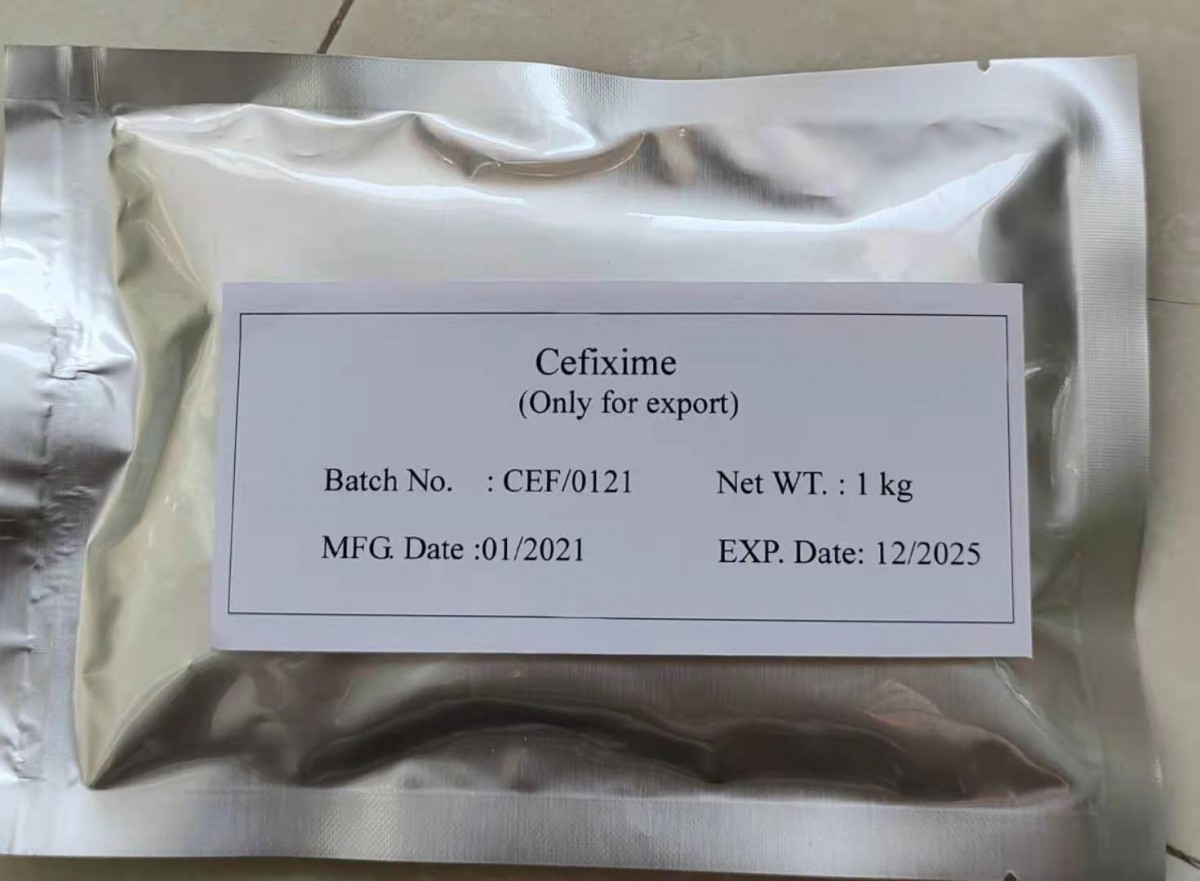 Cefixime
(Only for export)
Batch No. : CEF/0121 Net WT. : 1 kg
MFG. Date :01/2021 EXP. Date: 12/2025